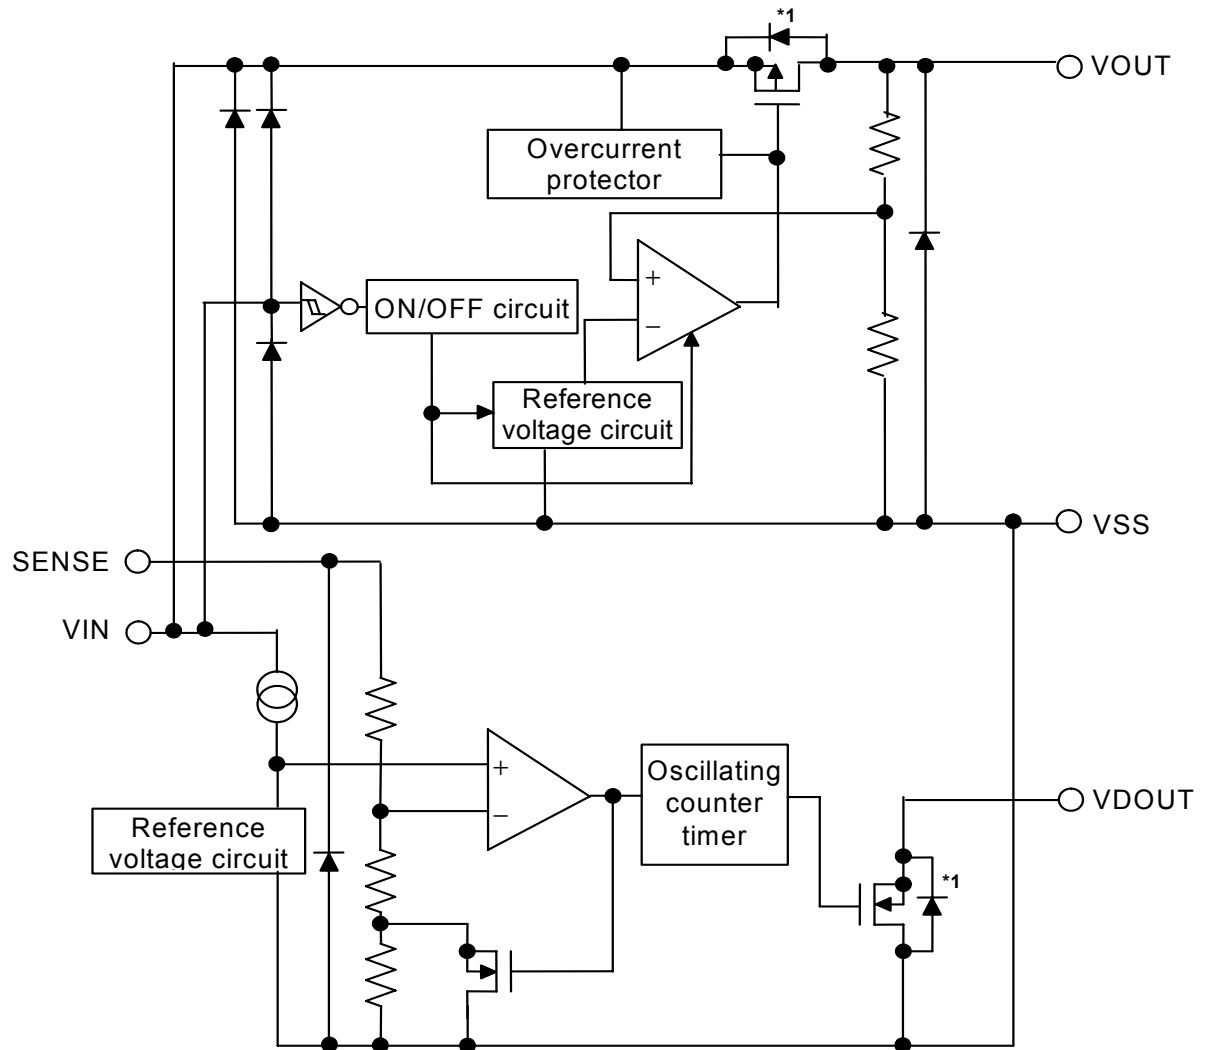 *1
VOUT
Overcurrent
protector
+
−
ON/OFF circuit
Reference
voltage circuit
VSS
SENSE
VIN
+
−
Oscillating
counter
timer
VDOUT
Reference
voltage circuit
*1